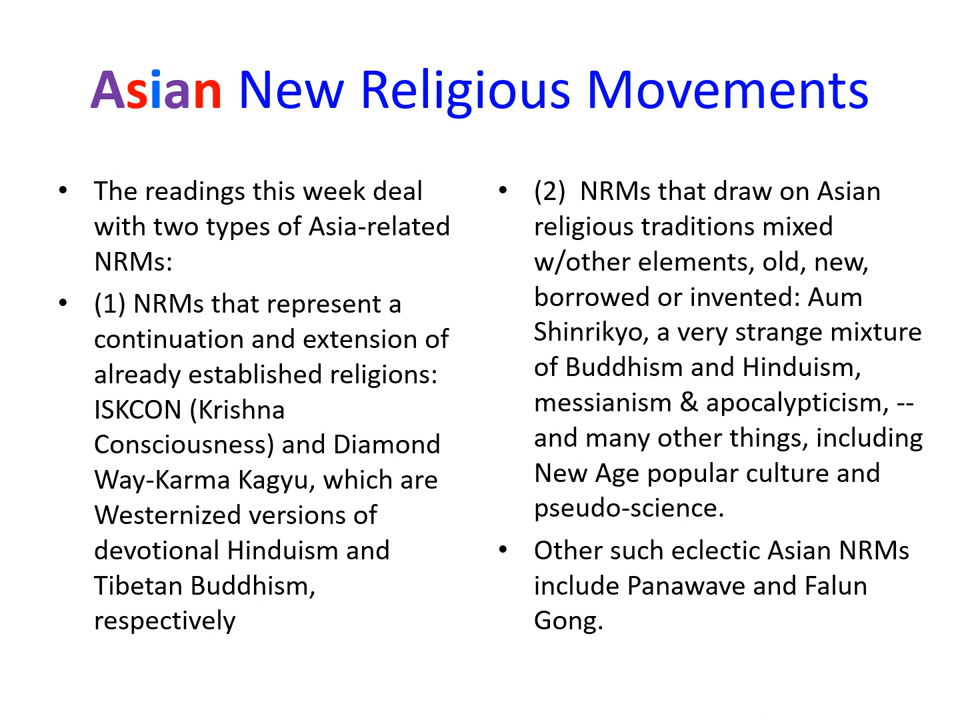 Asian New Religious Movements
• The readings this week deal
with two types of Asia-related
NRMs:
• (1) NRMs that represent a
continuation and extension of
already established religions:
ISKCON (Krishna
Consciousness) and Diamond
Way-Karma Kagyu, which are
Westernized versions of
devotional Hinduism and
Tibetan Buddhism,
respectively
• (2)  NRMs that draw on Asian
religious traditions mixed
w/other elements, old, new,
borrowed or invented: Aum
Shinrikyo, a very strange mixture
of Buddhism and Hinduism,
messianism & apocalypticism, --
and many other things, including
New Age popular culture and
pseudo-science.
• Other such eclectic Asian NRMs
include Panawave and Falun
Gong.